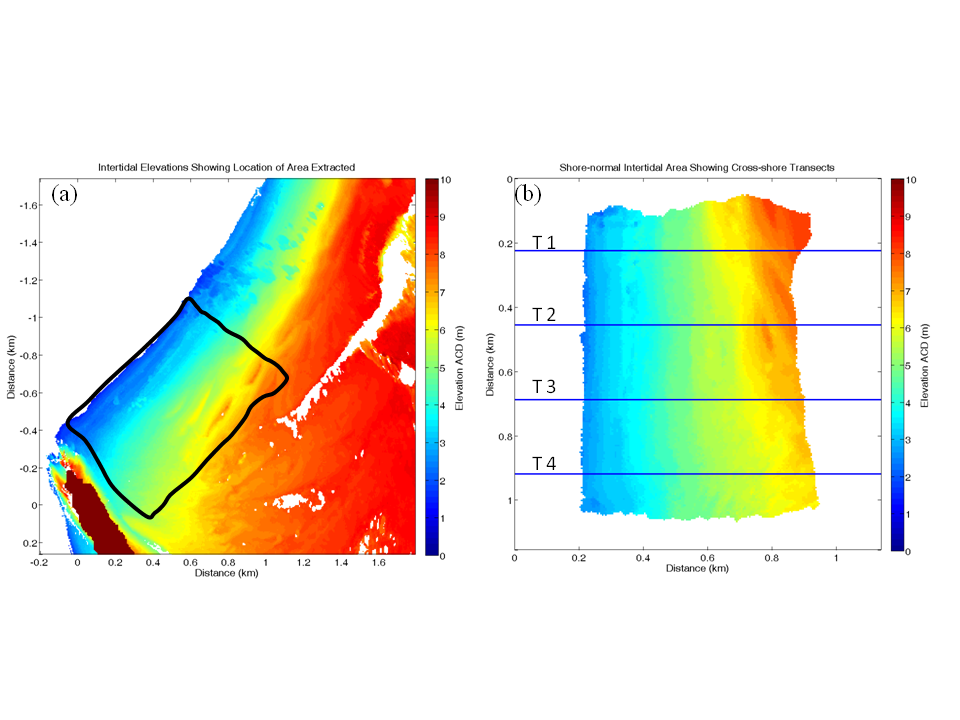 Intertidal Elevations Showing Location of Area Extracted
(a)
-1.6
-1.4
-1.2
-1
-0.8
-0.6
-0.4
-0.2
0
0.2
Distance (km)
-0.2 0 0.2 0.4 0.6 0.8 1 1.2 1.4 1.6
Distance (km)
10
9
8
7
6
5
4
3
2
1
0
Elevation ACD (m)
Shore-normal Intertidal Area Showing Cross-shore Transects
(b)
0
0.2
0.4
0.6
0.8
1
Distance (km)
T 1
T 2
T 3
T 4
0 0.2 0.4 0.6 0.8 1
Distance (km)
10
9
8
7
6
5
4
3
2
1
0
Elevation ACD (m)